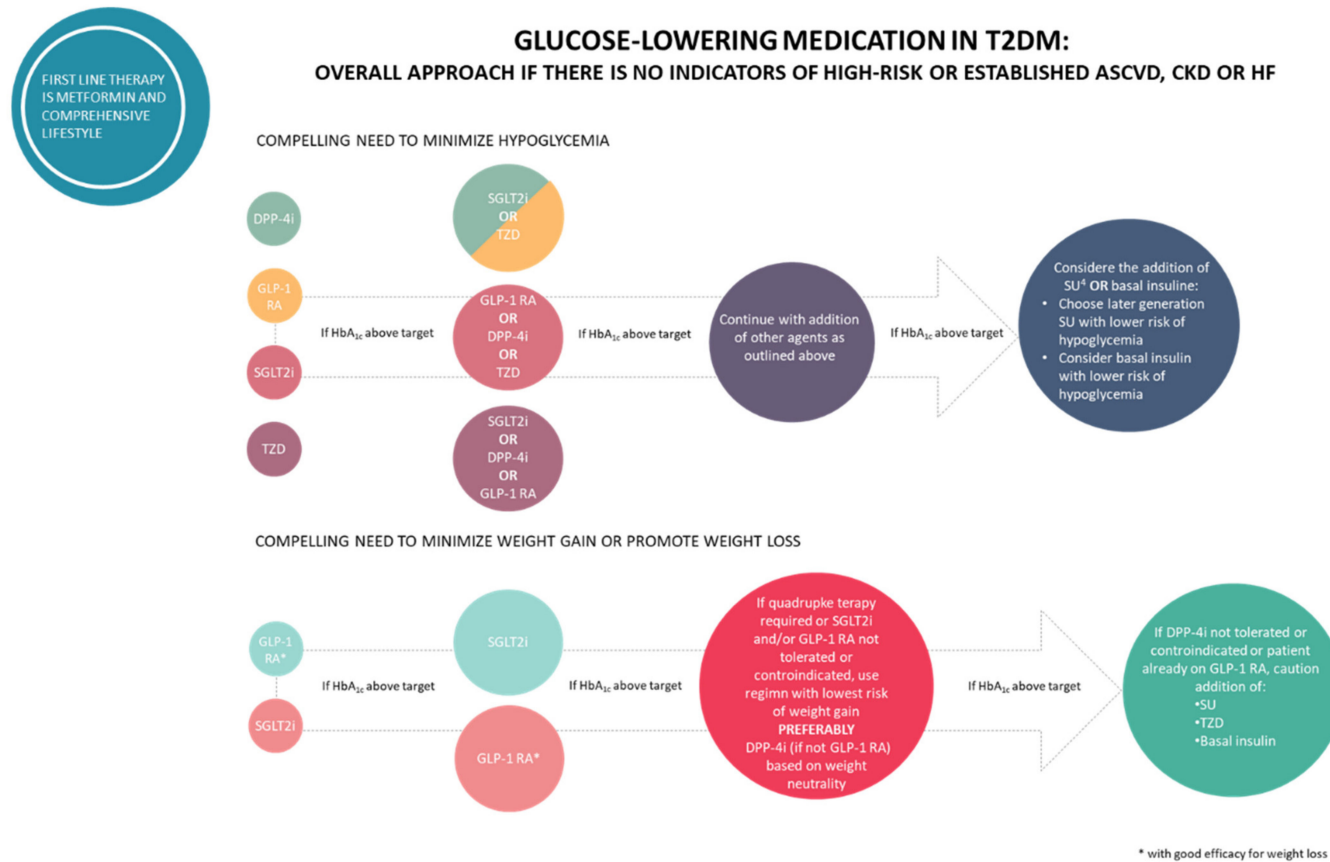 FIRST LINE THERAPY
IS METFORMIN AND
COMPREHENSIVE
LIFESTYLE
GLUCOSE-LOWERING MEDICATION IN T2DM:
OVERALL APPROACH IF THERE IS NO INDICATORS OF HIGH-RISK OR ESTABLISHED ASCVD, CKD OR HF
COMPELLING NEED TO MINIMIZE HYPOGLYCEMIA
DPP-4i
GLP-1
RA
SGLT2i
TZD
If HbA1c above target
SGLT2i
OR
TZD
GLP-1 RA
OR
DPP-4i
OR
TZD
SGLT2i
OR
DPP-4i
OR
GLP-1 RA
If HbA1c above target
Continue with addition
of other agents as
outlined above
If HbA1c above target
Considere the addition of
SU⁴ OR basal insuline:
• Choose later generation
SU with lower risk of
hypoglycemia
• Consider basal insulin
with lower risk of
hypoglycemia
COMPELLING NEED TO MINIMIZE WEIGHT GAIN OR PROMOTE WEIGHT LOSS
GLP-1
RA*
SGLT2i
If HbA1c above target
SGLT2i
GLP-1 RA*
If HbA1c above target
If quadrupke terapy
required or SGLT2i
and/or GLP-1 RA not
tolerated or
controindicated, use
regimn with lowest risk
of weight gain
PREFERABLY
DPP-4i (if not GLP-1 RA)
based on weight
neutrality
If HbA1c above target
If DPP-4i not tolerated or
controindicated or patient
already on GLP-1 RA, caution
addition of:
•SU
•TZD
•Basal insulin
* with good efficacy for weight loss